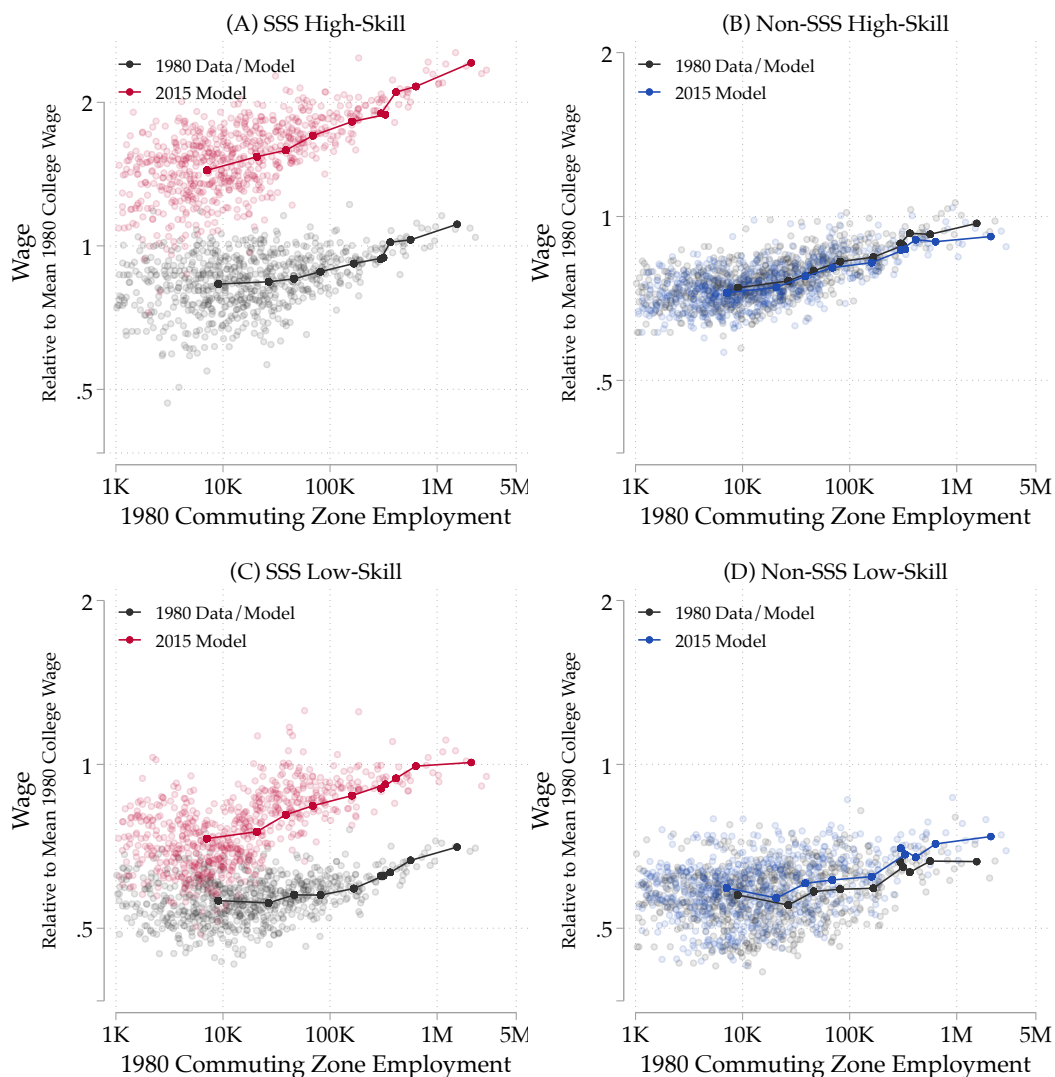 (A) SSS High-Skill
1980 Data/Model
2015 Model
Wage
Relative to Mean 1980 College Wage
2
1
.5
1K
10K
100K
1M
5M
1980 Commuting Zone Employment
(B) Non-SSS High-Skill
1980 Data/Model
2015 Model
Wage
Relative to Mean 1980 College Wage
2
1
.5
1K
10K
100K
1M
5M
1980 Commuting Zone Employment
(C) SSS Low-Skill
1980 Data/Model
2015 Model
Wage
Relative to Mean 1980 College Wage
2
1
.5
1K
10K
100K
1M
5M
1980 Commuting Zone Employment
(D) Non-SSS Low-Skill
1980 Data/Model
2015 Model
Wage
Relative to Mean 1980 College Wage
2
1
.5
1K
10K
100K
1M
5M
1980 Commuting Zone Employment